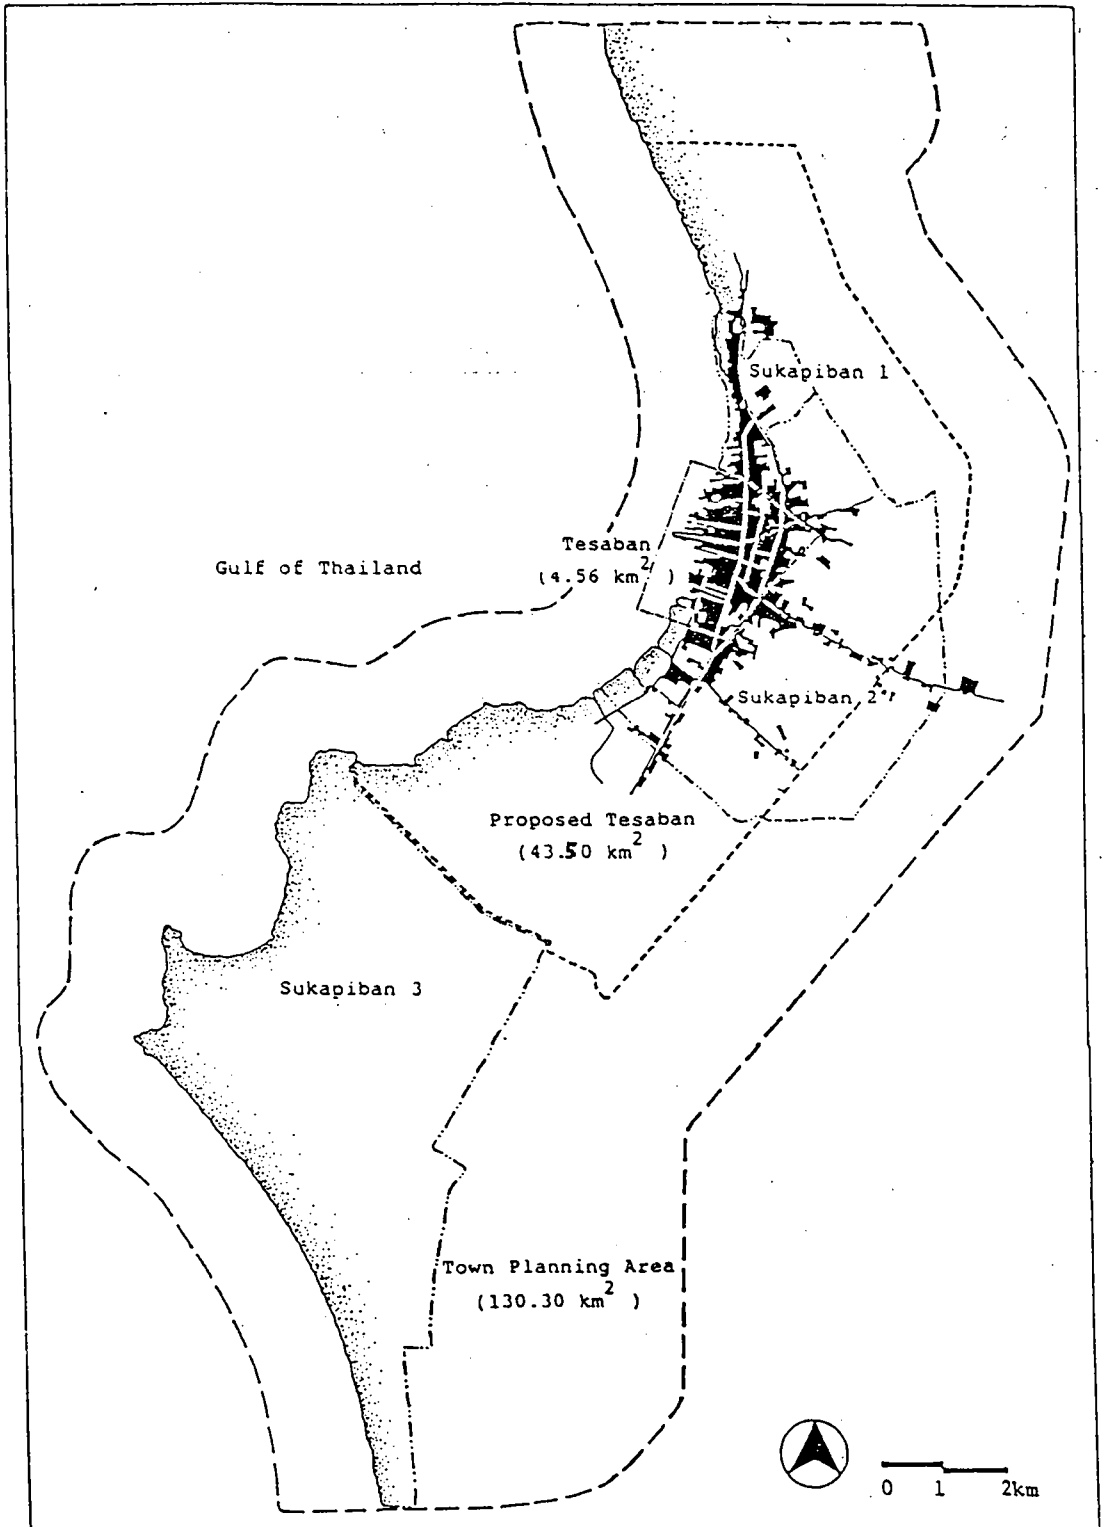 Sukapiban 1
Gulf of Thailand
Tesaban
(4.56 km² )
Sukapiban 2
Proposed Tesaban
(43.50 km² )
Sukapiban 3
Town Planning Area
(130.30 km² )
0 1 2km